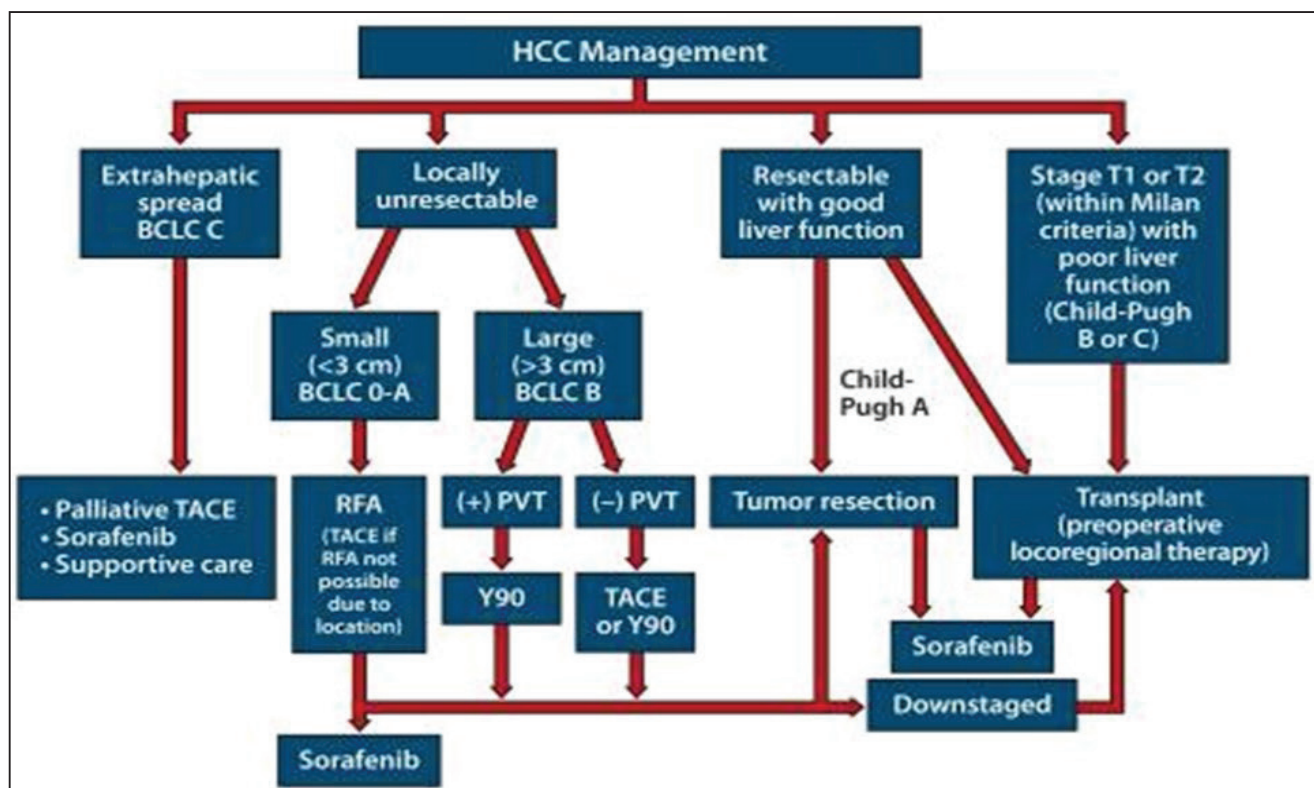 HCC Management
Extrahepatic
spread
BCLC C
Locally
unresectable
Resectable
with good
liver function
Stage T1 or T2
(within Milan
criteria) with
poor liver
function
(Child-Pugh
B or C)
Small
(<3 cm)
BCLC 0-A
Large
(>3 cm)
BCLC B
Child-
Pugh A
• Palliative TACE
• Sorafenib
• Supportive care
RFA
(TACE if
RFA not
possible
due to
location)
(+) PVT
(–) PVT
Tumor resection
Transplant
(preoperative
locoregional
therapy)
Y90
TACE
or Y90
Sorafenib
Downstaged
Sorafenib